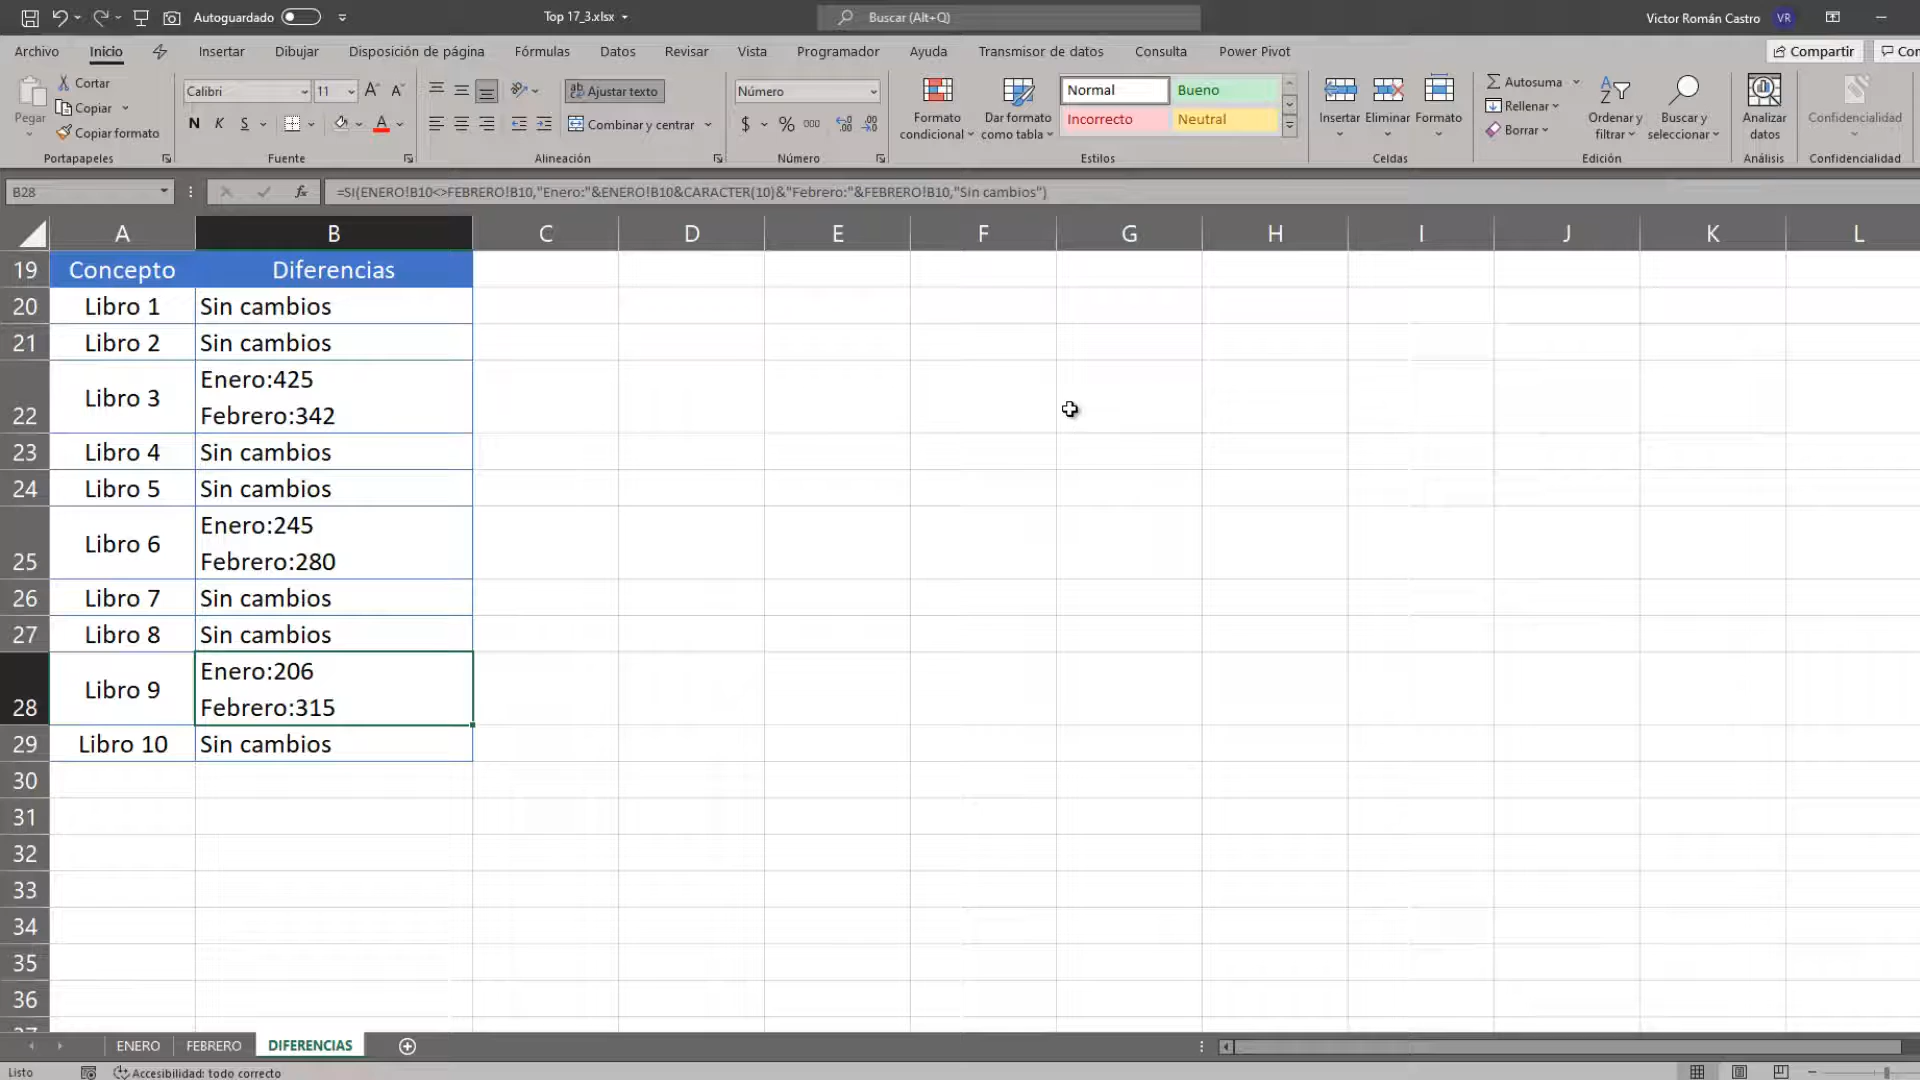 Autoguardado
Top 17_3.xlsx
Buscar (Alt+Q)
Victor Román Castro
VR
Archivo
Inicio
Insertar
Dibujar
Disposición de página
Fórmulas
Datos
Revisar
Vista
Programador
Ayuda
Transmisor de datos
Consulta
Power Pivot
Compartir
Com
Pegar
Cortar
Copiar
Copiar formato
Portapapeles
Calibri
11
N K S
Fuente
Ajustar texto
Combinar y centrar
Alineación
Número
$ % 000
Número
Formato
condicional
Dar formato
como tabla
Normal
Bueno
Incorrecto
Neutral
Estilos
Insertar
Eliminar
Formato
Celdas
Autosuma
Rellenar
Borrar
Ordenar y
filtrar
Buscar y
seleccionar
Edición
Analizar
datos
Análisis
Confidencialidad
Confidencialidad
B28
fx
=SI(ENERO!B10<>FEBRERO!B10,"Enero:"&ENERO!B10&CARACTER(10)&"Febrero:"&FEBRERO!B10,"Sin cambios")
A B C D E F G H I J K L
19 Concepto Diferencias
20 Libro 1 Sin cambios
21 Libro 2 Sin cambios
22 Libro 3 Enero:425
Febrero:342
23 Libro 4 Sin cambios
24 Libro 5 Sin cambios
25 Libro 6 Enero:245
Febrero:280
26 Libro 7 Sin cambios
27 Libro 8 Sin cambios
28 Libro 9 Enero:206
Febrero:315
29 Libro 10 Sin cambios
30
31
32
33
34
35
36
37
ENERO
FEBRERO
DIFERENCIAS
Listo
Accesibilidad: todo correcto